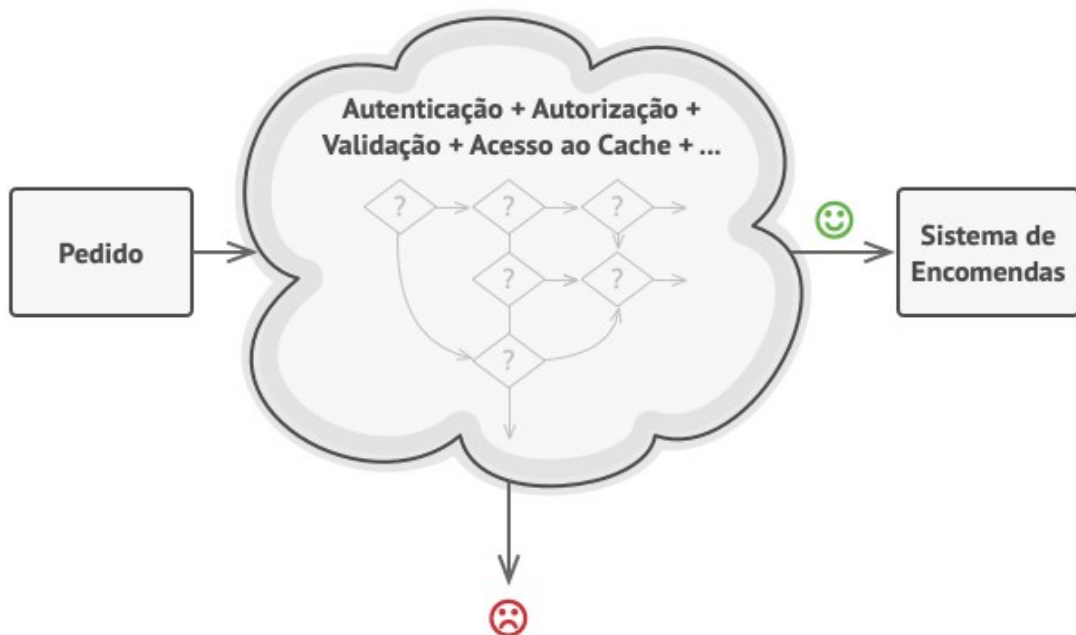 Autenticação + Autorização +
Validação + Acesso ao Cache + ...
? ? ?
? ?
?
Pedido
Sistema de
Encomendas